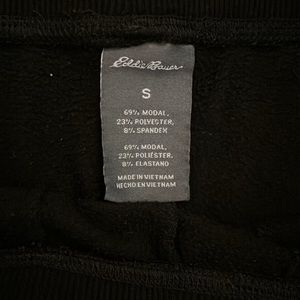 Eddie Bauer
S
69% MODAL,
23% POLYESTER,
8% SPANDEX
69% MODAL,
23% POLIÉSTER,
8% ELASTANO
MADE IN VIETNAM
HECHO EN VIETNAM